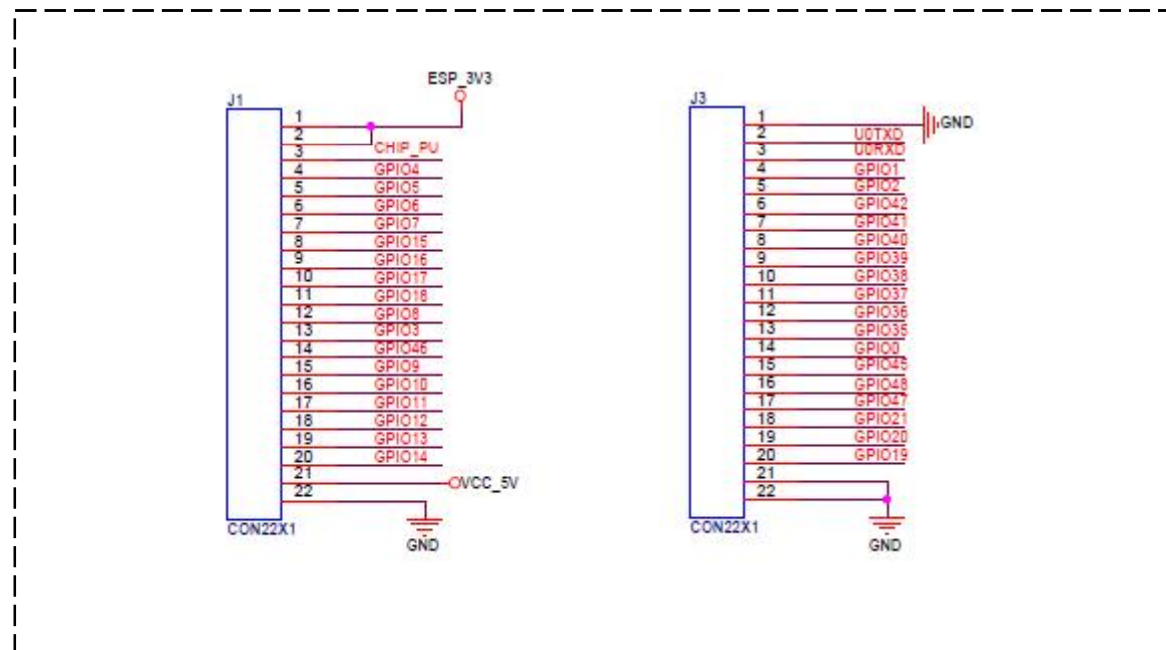 ESP_3V3
J1
1
2
3 CHIP_PU
4 GPIO4
5 GPIO5
6 GPIO6
7 GPIO7
8 GPIO15
9 GPIO16
10 GPIO17
11 GPIO18
12 GPIO8
13 GPIO3
14 GPIO46
15 GPIO9
16 GPIO10
17 GPIO11
18 GPIO12
19 GPIO13
20 GPIO14
21 VCC_5V
22
CON22X1
GND
J3
1 GND
2 U0TXD
3 U0RXD
4 GPIO1
5 GPIO2
6 GPIO42
7 GPIO41
8 GPIO40
9 GPIO39
10 GPIO38
11 GPIO37
12 GPIO36
13 GPIO35
14 GPIO0
15 GPIO45
16 GPIO48
17 GPIO47
18 GPIO21
19 GPIO20
20 GPIO19
21
22
CON22X1
GND